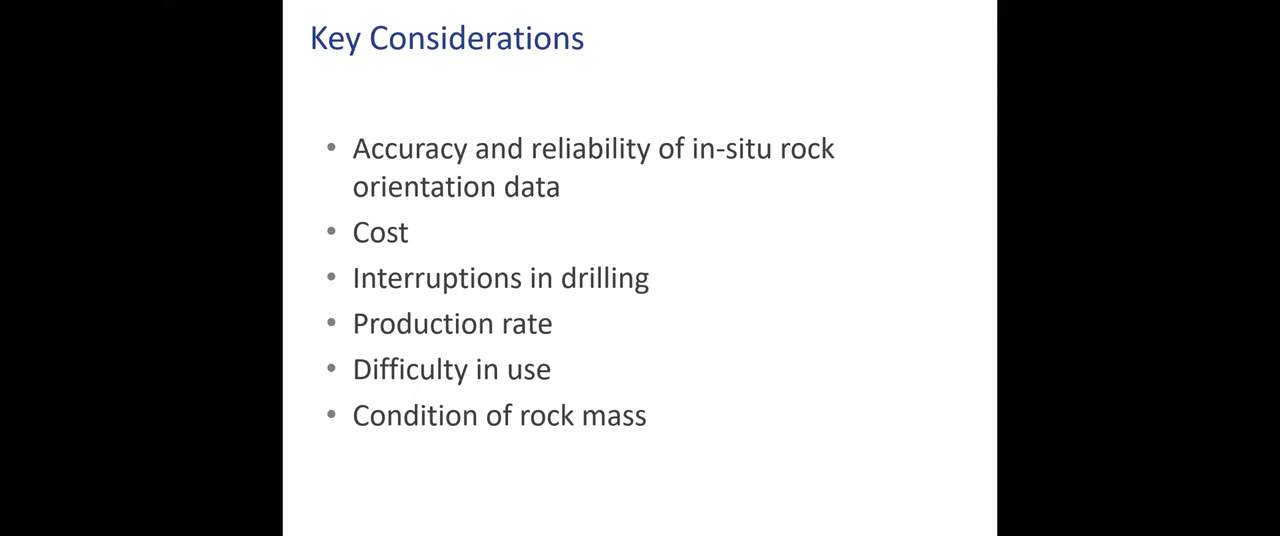 Key Considerations
• Accuracy and reliability of in-situ rock
orientation data
• Cost
• Interruptions in drilling
• Production rate
• Difficulty in use
• Condition of rock mass